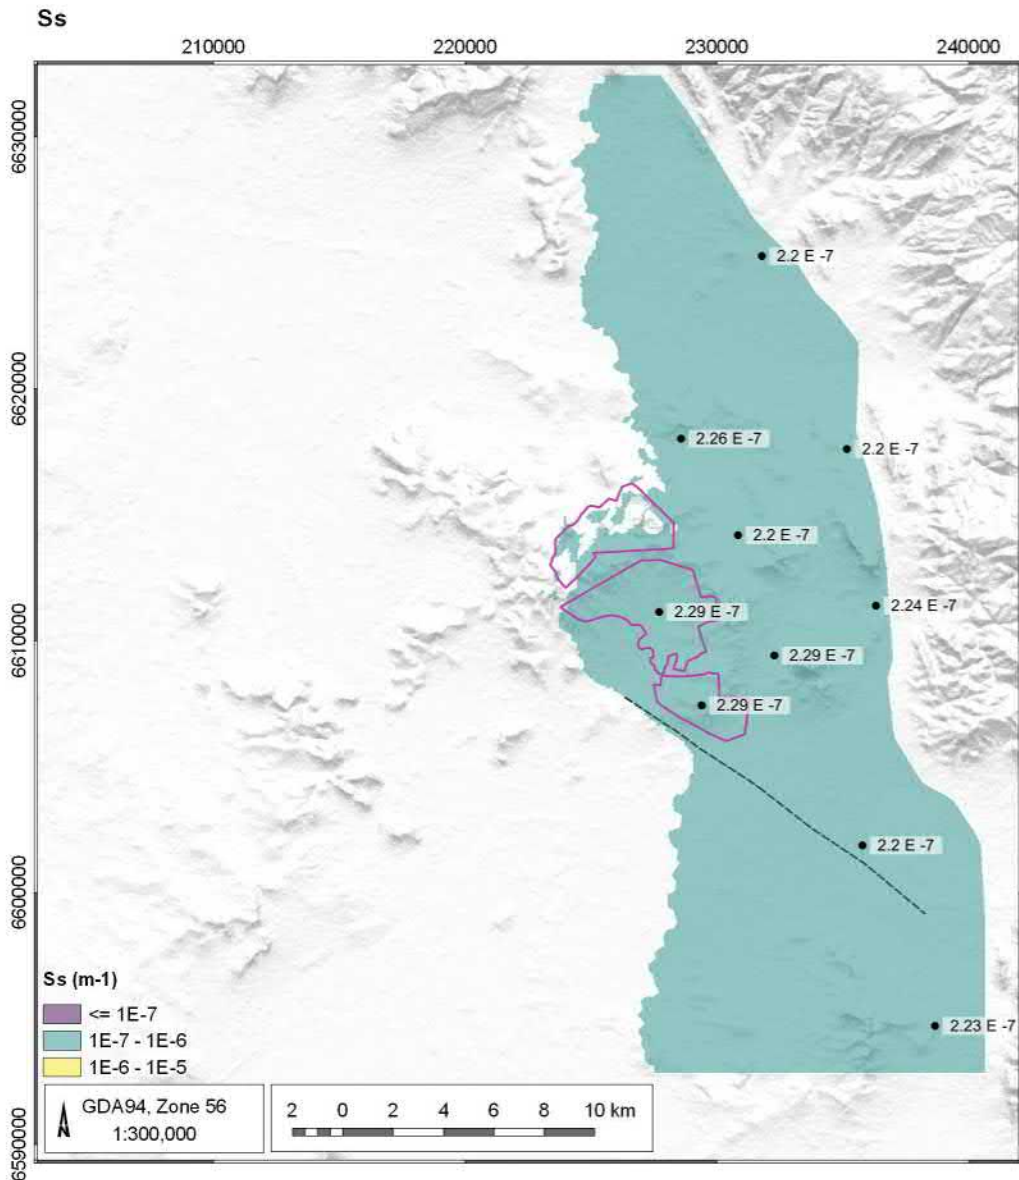 Ss
210000 220000 230000 240000
6630000
2.2 E -7
6620000
2.26 E -7
2.2 E -7
2.2 E -7
2.24 E -7
2.29 E -7
6610000
2.29 E -7
2.29 E -7
2.2 E -7
6600000
2.23 E -7
Ss (m-1)
<= 1E-7
1E-7 - 1E-6
1E-6 - 1E-5
N
GDA94, Zone 56
1:300,000
2 0 2 4 6 8 10 km
6590000